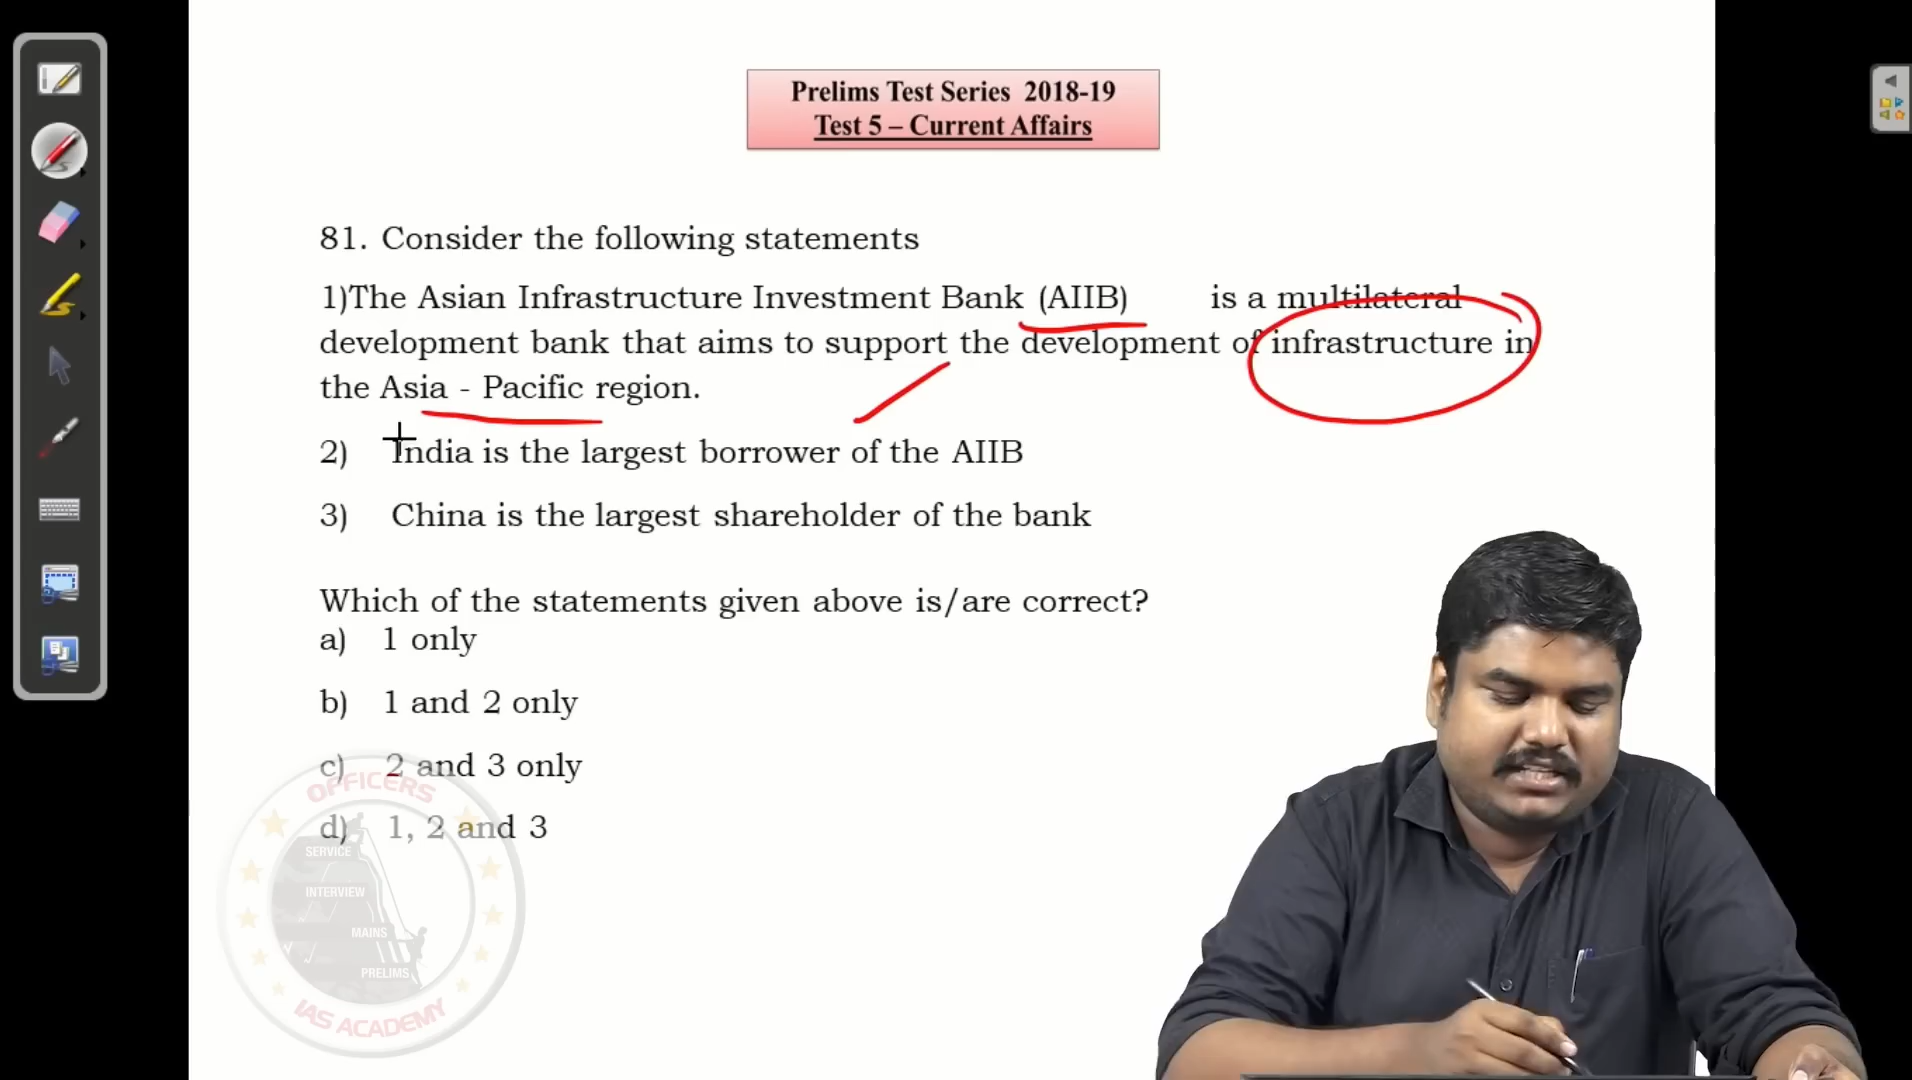 Prelims Test Series 2018-19
Test 5 – Current Affairs
81. Consider the following statements
1)The Asian Infrastructure Investment Bank (AIIB) is a multilateral
development bank that aims to support the development of infrastructure in
the Asia - Pacific region.
2) India is the largest borrower of the AIIB
3) China is the largest shareholder of the bank
Which of the statements given above is/are correct?
a) 1 only
b) 1 and 2 only
c) 2 and 3 only
d) 1, 2 and 3
OFFICERS
SERVICE
INTERVIEW
MAINS
PRELIMS
IAS ACADEMY